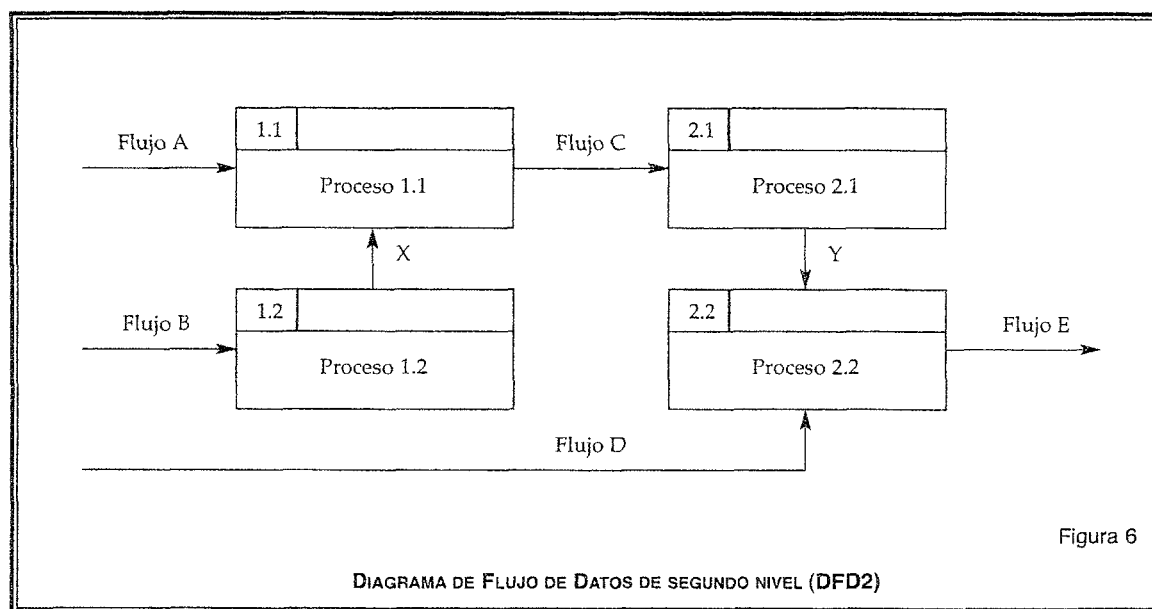 1.1
2.1
Flujo A
Flujo C
Proceso 1.1
Proceso 2.1
X
Y
1.2
2.2
Flujo B
Flujo E
Proceso 1.2
Proceso 2.2
Flujo D
Figura 6
DIAGRAMA DE FLUJO DE DATOS DE SEGUNDO NIVEL (DFD2)